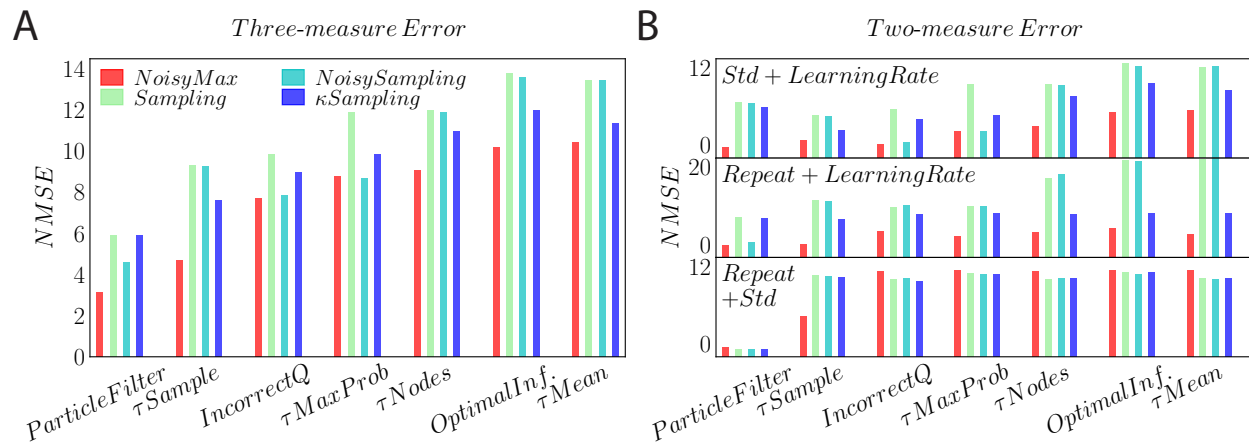 A
Three-measure Error
NMSE
14
12
10
8
6
4
2
0
NoisyMax
NoisySampling
Sampling
κSampling
ParticleFilter
τSample
IncorrectQ
τMaxProb
τNodes
OptimalInf.
τMean
B
Two-measure Error
NMSE
12
Std + LearningRate
0
20
Repeat + LearningRate
0
12
Repeat
+Std
0
ParticleFilter
τSample
IncorrectQ
τMaxProb
τNodes
OptimalInf.
τMean